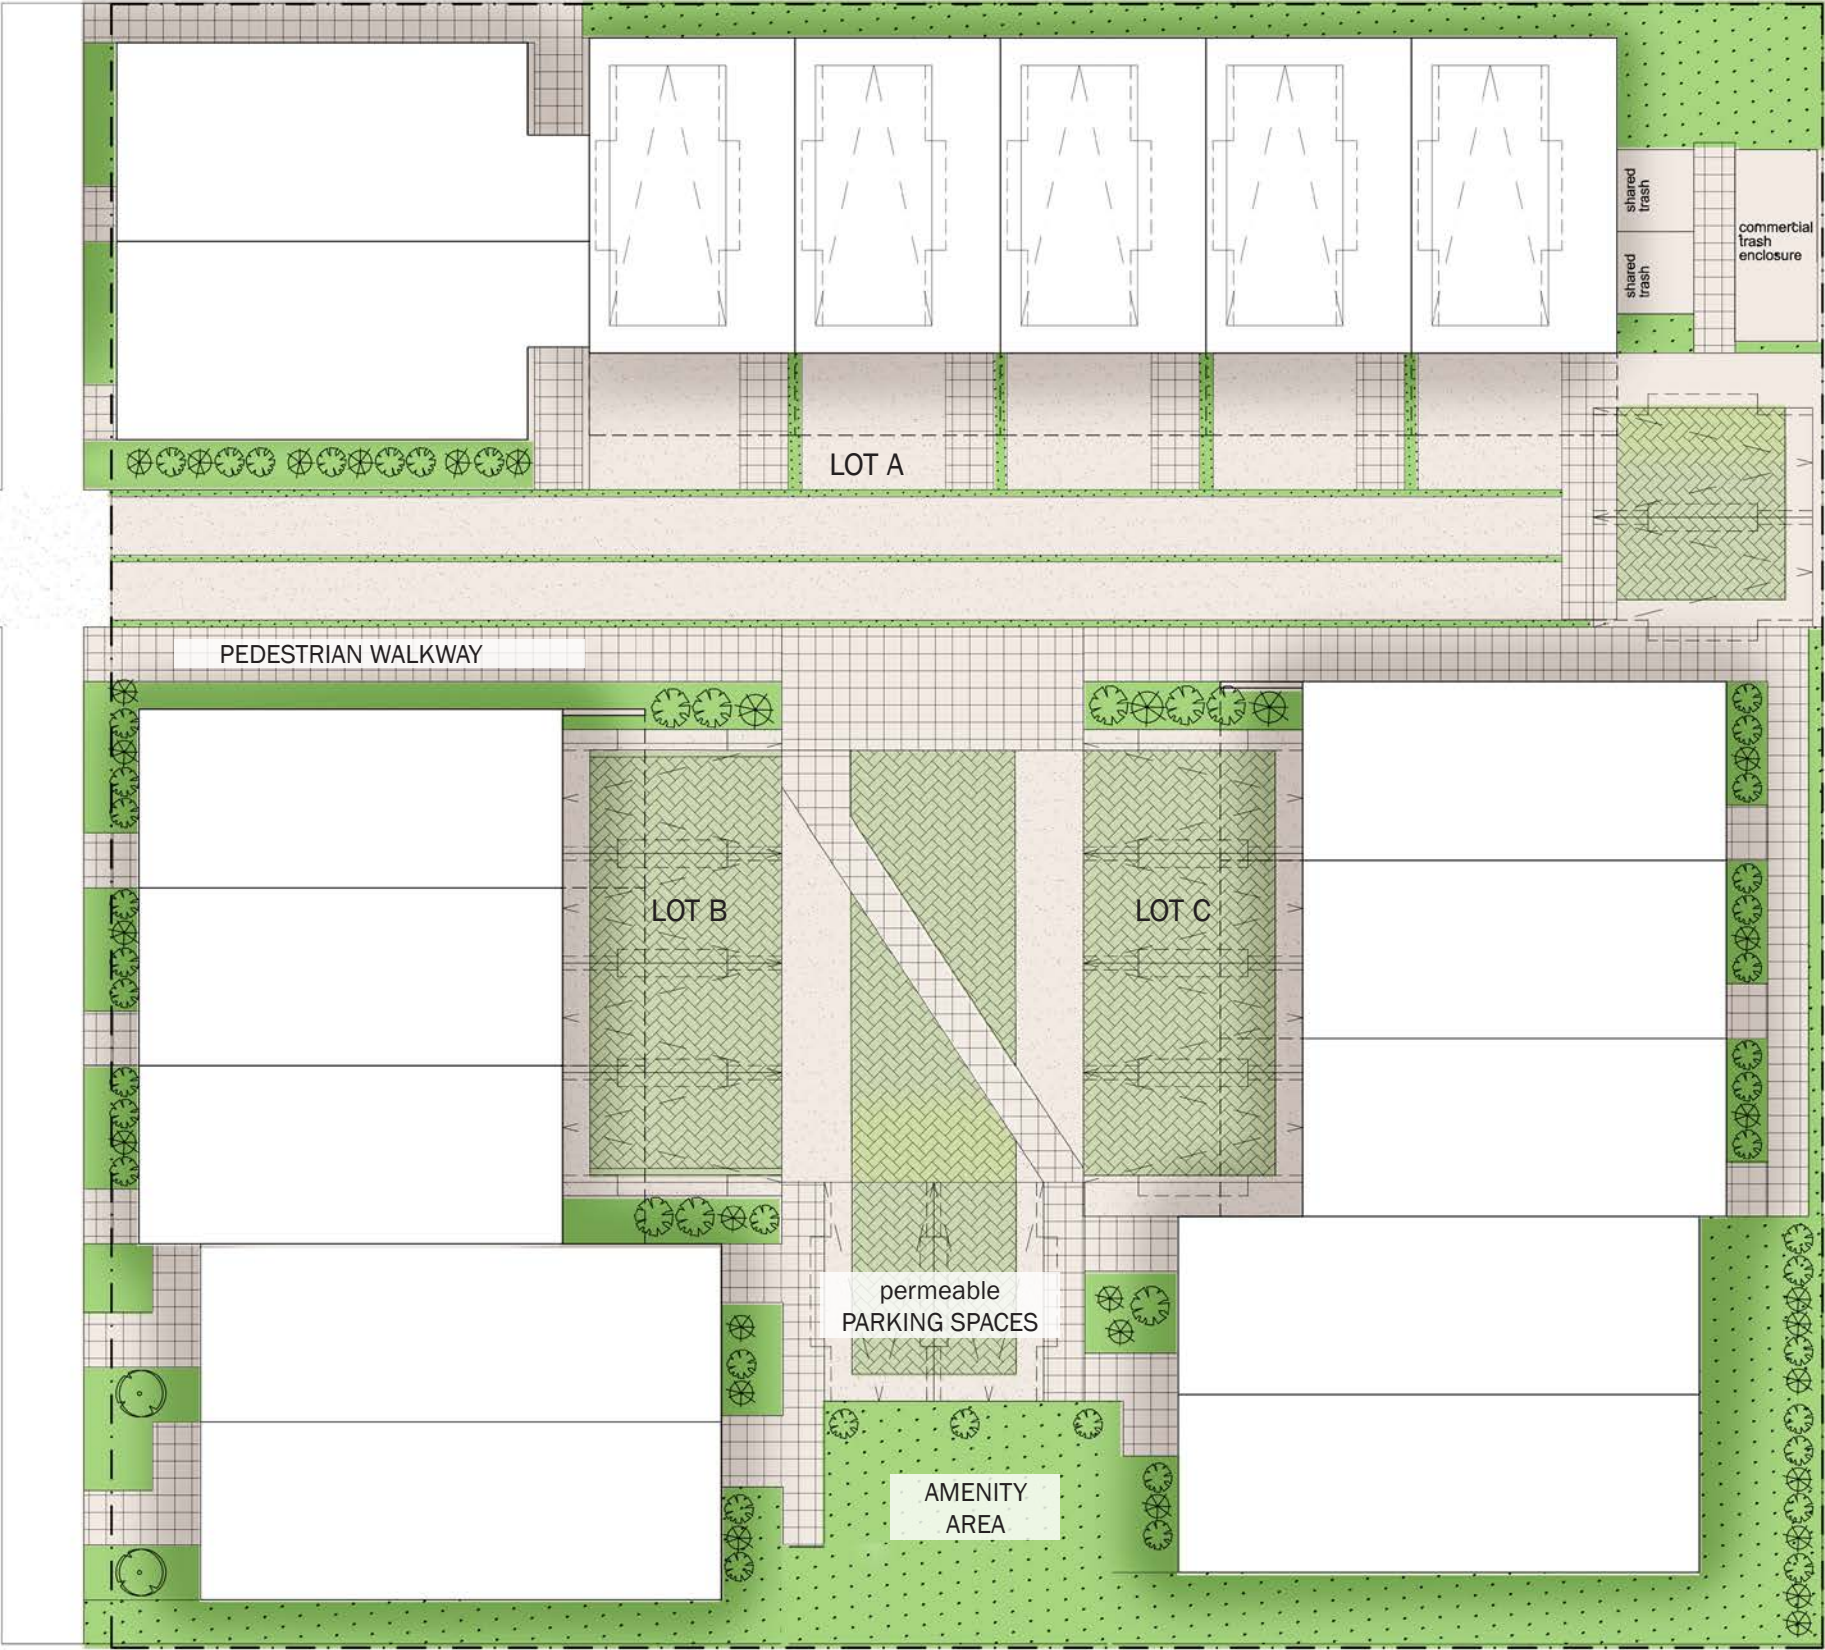 shared
trash
shared
trash
commercial
trash
enclosure
LOT A
PEDESTRIAN WALKWAY
LOT B
LOT C
permeable
PARKING SPACES
AMENITY
AREA